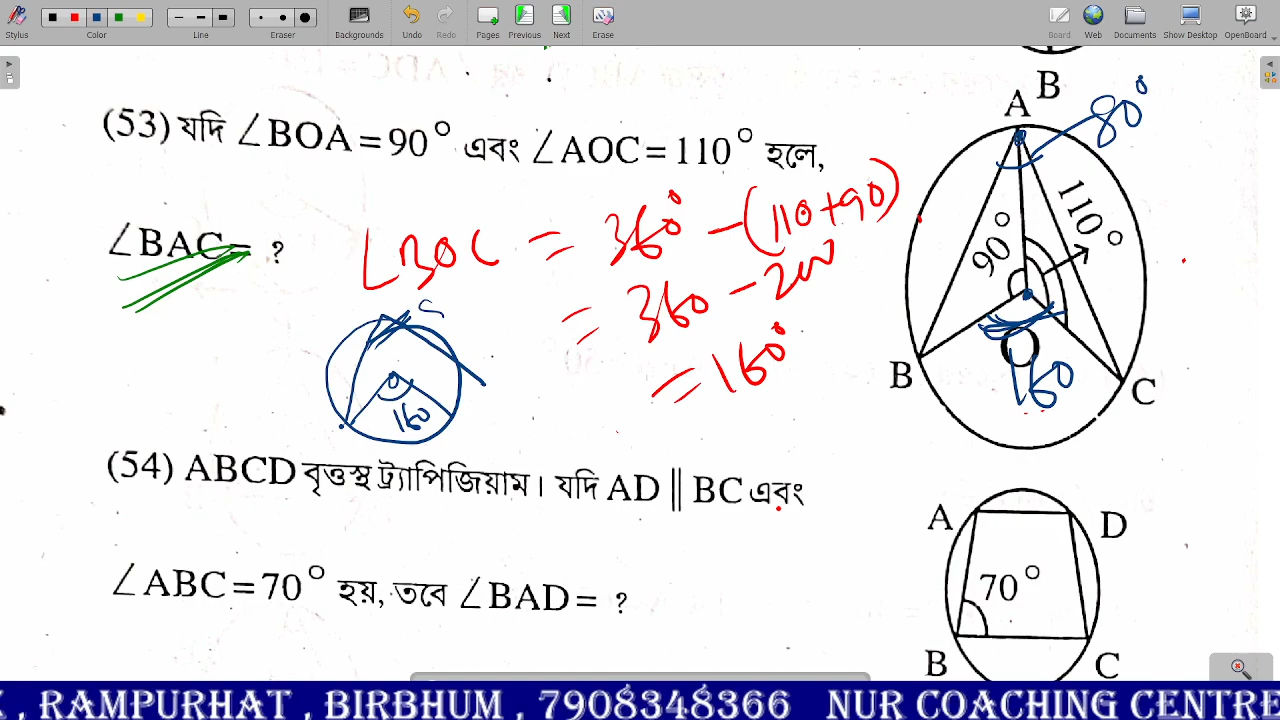 Stylus
Color
Line
Eraser
Backgrounds
Undo
Pages
Previous
Next
Erase
Board
Web
Documents
Show Desktop
OpenBoard
B
(53) যদি ∠BOA = 90° এবং ∠AOC = 110° হলে,
∠BAC = ?
∠BOC = 360° - (110 + 90)
= 360 - 200
= 160°
160
A
80°
90°
110°
O
160
B
C
(54) ABCD বৃত্তস্থ ট্র্যাপিজিয়াম। যদি AD || BC এবং
∠ABC = 70° হয়, তবে ∠BAD = ?
A
D
70°
B
C
, RAMPURHAT , BIRBHUM , 7908348366 NUR COACHING CENTRE